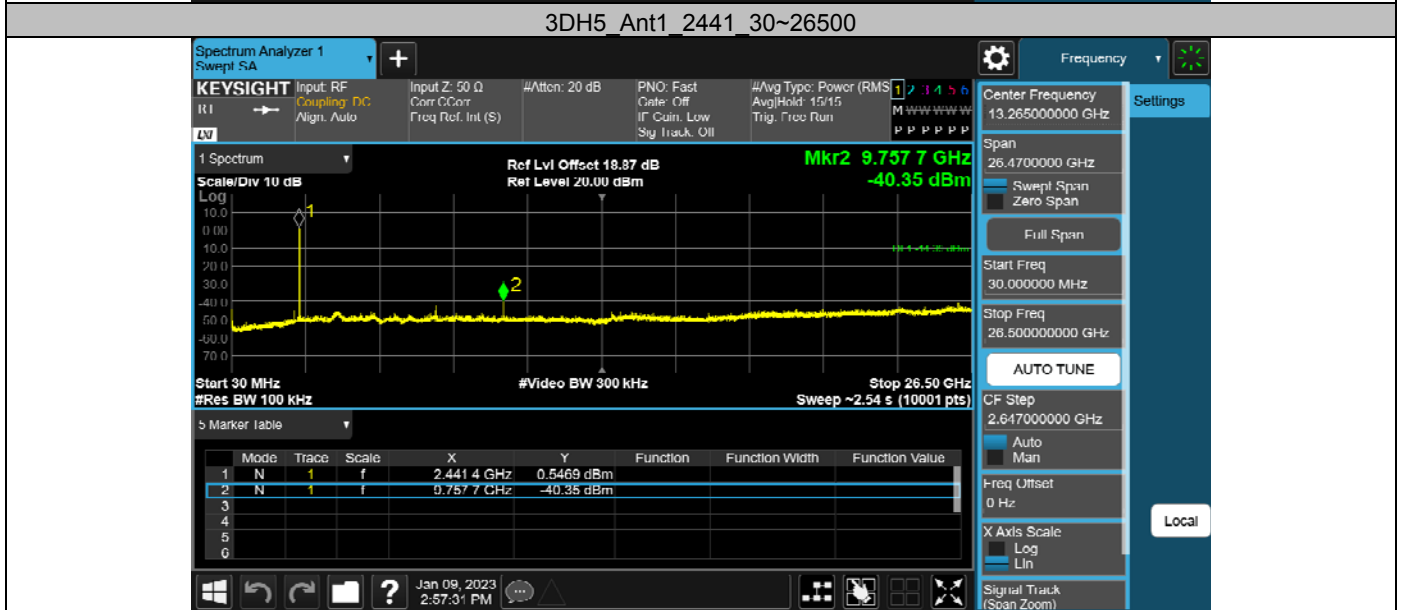 3DH5_Ant1_2441_30~26500
Spectrum Analyzer 1
Swept SA
+
Frequency
KEYSIGHT
Input: RF
Coupling: DC
Align: Auto
Input Z: 50 Ω
Corr CCorr
Freq Ref: Int (S)
#Atten: 20 dB
PNO: Fast
Gate: Off
IF Gain: Low
Sig Track: Off
#Avg Type: Power (RMS
Avg|Hold: 15/15
Trig: Free Run
1 2 3 4 5 6
M W W W W W
P P P P P P
LXI
Center Frequency
13.265000000 GHz
Settings
1 Spectrum
Ref Lvl Offset 18.87 dB
Mkr2 9.757 7 GHz
Scale/Div 10 dB
Ref Level 20.00 dBm
-40.35 dBm
Log
10.0
0.00
10.0
20.0
30.0
-40.0
50.0
-60.0
70.0
1
2
Start 30 MHz
#Video BW 300 kHz
Stop 26.50 GHz
#Res BW 100 kHz
Sweep ~2.54 s (10001 pts)
Span
26.4700000 GHz
Swept Span
Zero Span
Full Span
Start Freq
30.000000 MHz
Stop Freq
26.500000000 GHz
AUTO TUNE
CF Step
2.647000000 GHz
Auto
Man
Freq Offset
0 Hz
X Axis Scale
Log
Lin
Signal Track
(Span Zoom)
Local
5 Marker Table
Mode Trace Scale X Y Function Function Width Function Value
1 N 1 f 2.441 4 GHz 0.5469 dBm
2 N 1 f 9.757 7 GHz -40.35 dBm
3
4
5
6
?
Jan 09, 2023
2:57:31 PM